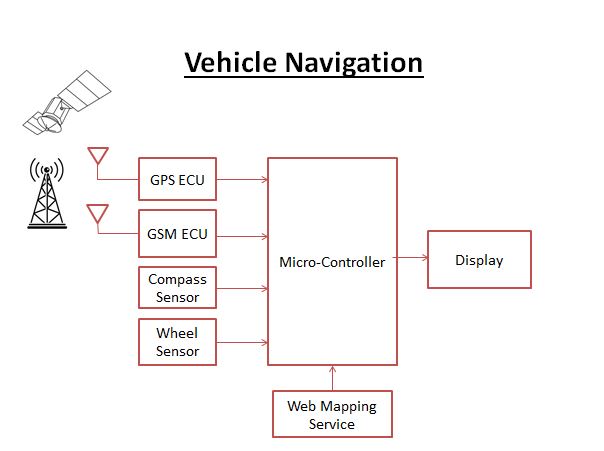 Vehicle Navigation
GPS ECU
GSM ECU
Compass
Sensor
Wheel
Sensor
Micro-Controller
Display
Web Mapping
Service